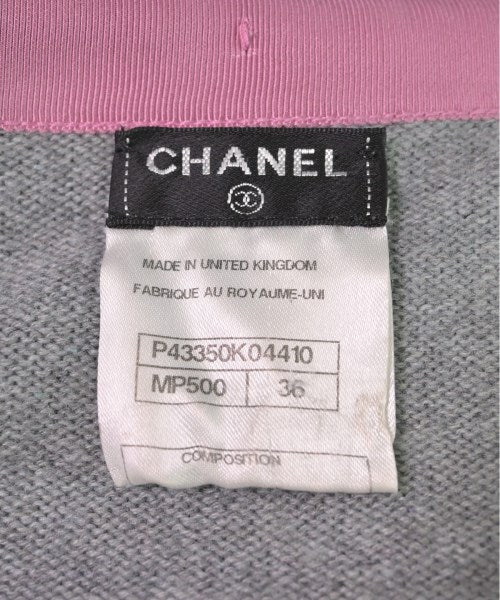 CHANEL
MADE IN UNITED KINGDOM
FABRIQUE AU ROYAUME-UNI
P43350K04410
MP500 36
COMPOSITION